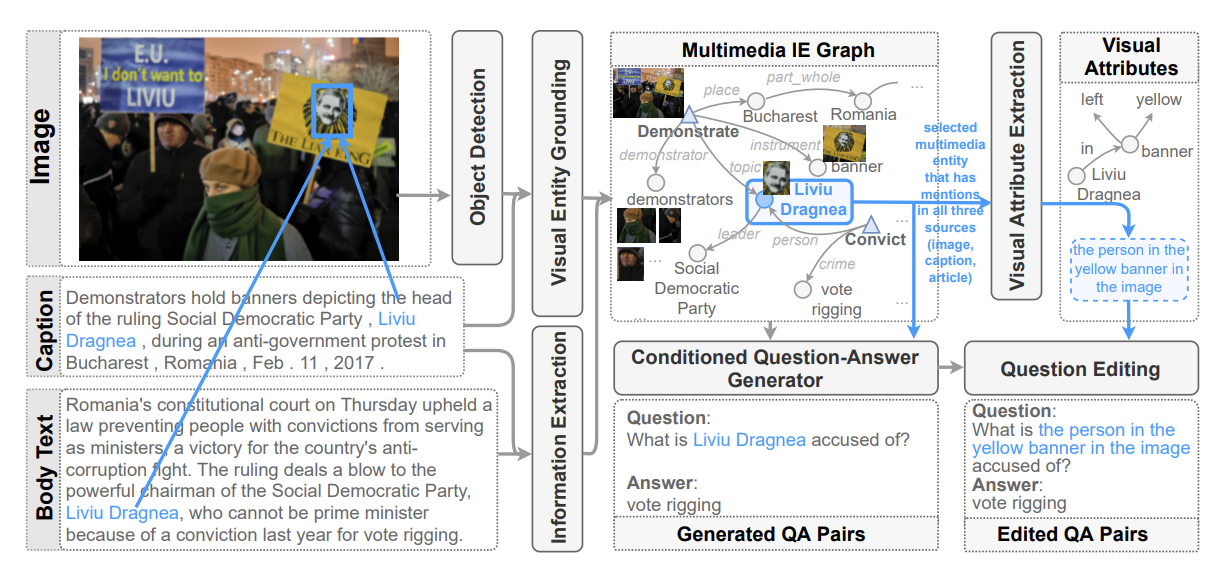 Image
E.U.
I don't want to
LIVIU
Object Detection
Visual Entity Grounding
Multimedia IE Graph
place
part_whole
...
Bucharest
Romania
Demonstrate
demonstrator
instrument
topic
banner
demonstrators
Liviu
Dragnea
leader
person
...
Convict
...
Social
Democratic
Party
crime
vote
rigging
...
...
selected
multimedia
entity
that has
mentions
in all three
sources
(image,
caption,
article)
Visual Attribute Extraction
Visual
Attributes
left
yellow
in
banner
Liviu
Dragnea
the person in the
yellow banner in
the image
Caption
Demonstrators hold banners depicting the head
of the ruling Social Democratic Party , Liviu
Dragnea , during an anti-government protest in
Bucharest , Romania , Feb . 11 , 2017 .
Body Text
Romania's constitutional court on Thursday upheld a
law preventing people with convictions from serving
as ministers, a victory for the country's anti-
corruption fight. The ruling deals a blow to the
powerful chairman of the Social Democratic Party,
Liviu Dragnea, who cannot be prime minister
because of a conviction last year for vote rigging.
Information Extraction
Conditioned Question-Answer
Generator
Question:
What is Liviu Dragnea accused of?
Answer:
vote rigging
Generated QA Pairs
Question Editing
Question:
What is the person in the
yellow banner in the image
accused of?
Answer:
vote rigging
Edited QA Pairs